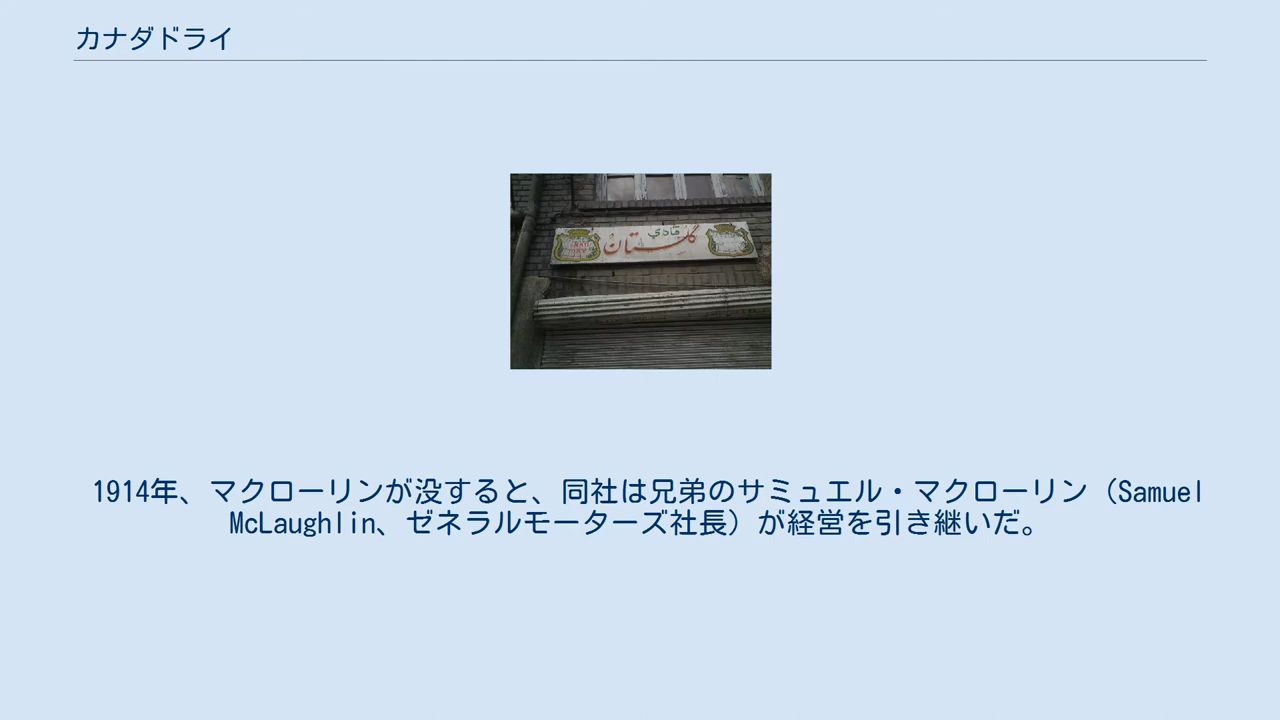 カナダドライ
گلستان
1914年、マクローリンが没すると、同社は兄弟のサミュエル・マクローリン（Samuel
McLaughlin、ゼネラルモーターズ社長）が経営を引き継いだ。